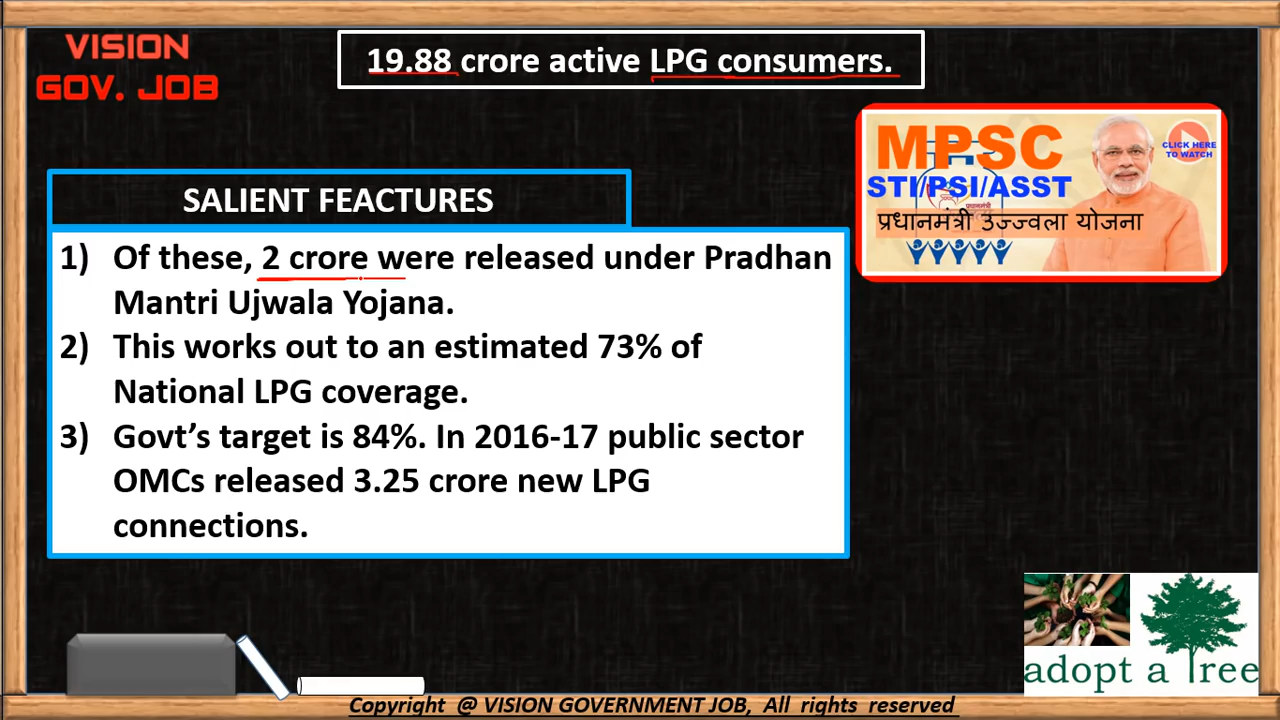 VISION
GOV. JOB
19.88 crore active LPG consumers.
MPSC
STI/PSI/ASST
प्रधानमंत्री उज्ज्वला योजना
CLICK HERE
TO WATCH
SALIENT FEACTURES
1) Of these, 2 crore were released under Pradhan
Mantri Ujwala Yojana.
2) This works out to an estimated 73% of
National LPG coverage.
3) Govt's target is 84%. In 2016-17 public sector
OMCs released 3.25 crore new LPG
connections.
adopt a Tree
Copyright @ VISION GOVERNMENT JOB, All rights reserved